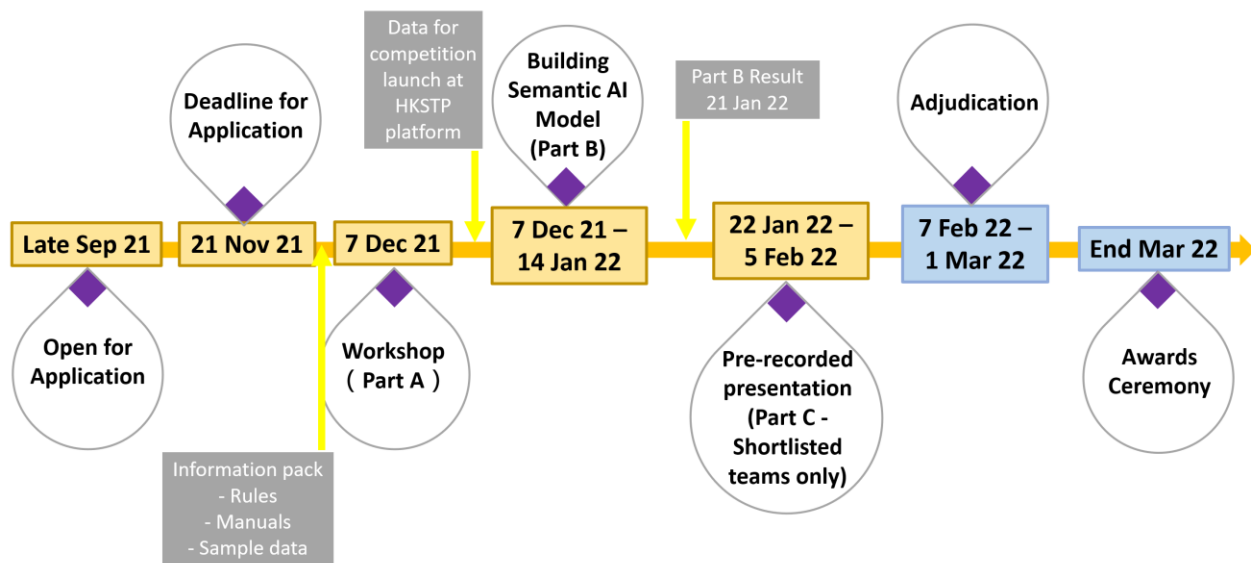 Data for
competition
launch at
HKSTP
platform
Building
Semantic AI
Model
(Part B)
Part B Result
21 Jan 22
Adjudication
Deadline for
Application
Late Sep 21
21 Nov 21
7 Dec 21
7 Dec 21 –
14 Jan 22
22 Jan 22 –
5 Feb 22
7 Feb 22 –
1 Mar 22
End Mar 22
Open for
Application
Workshop
( Part A )
Pre-recorded
presentation
(Part C -
Shortlisted
teams only)
Awards
Ceremony
Information pack
- Rules
- Manuals
- Sample data